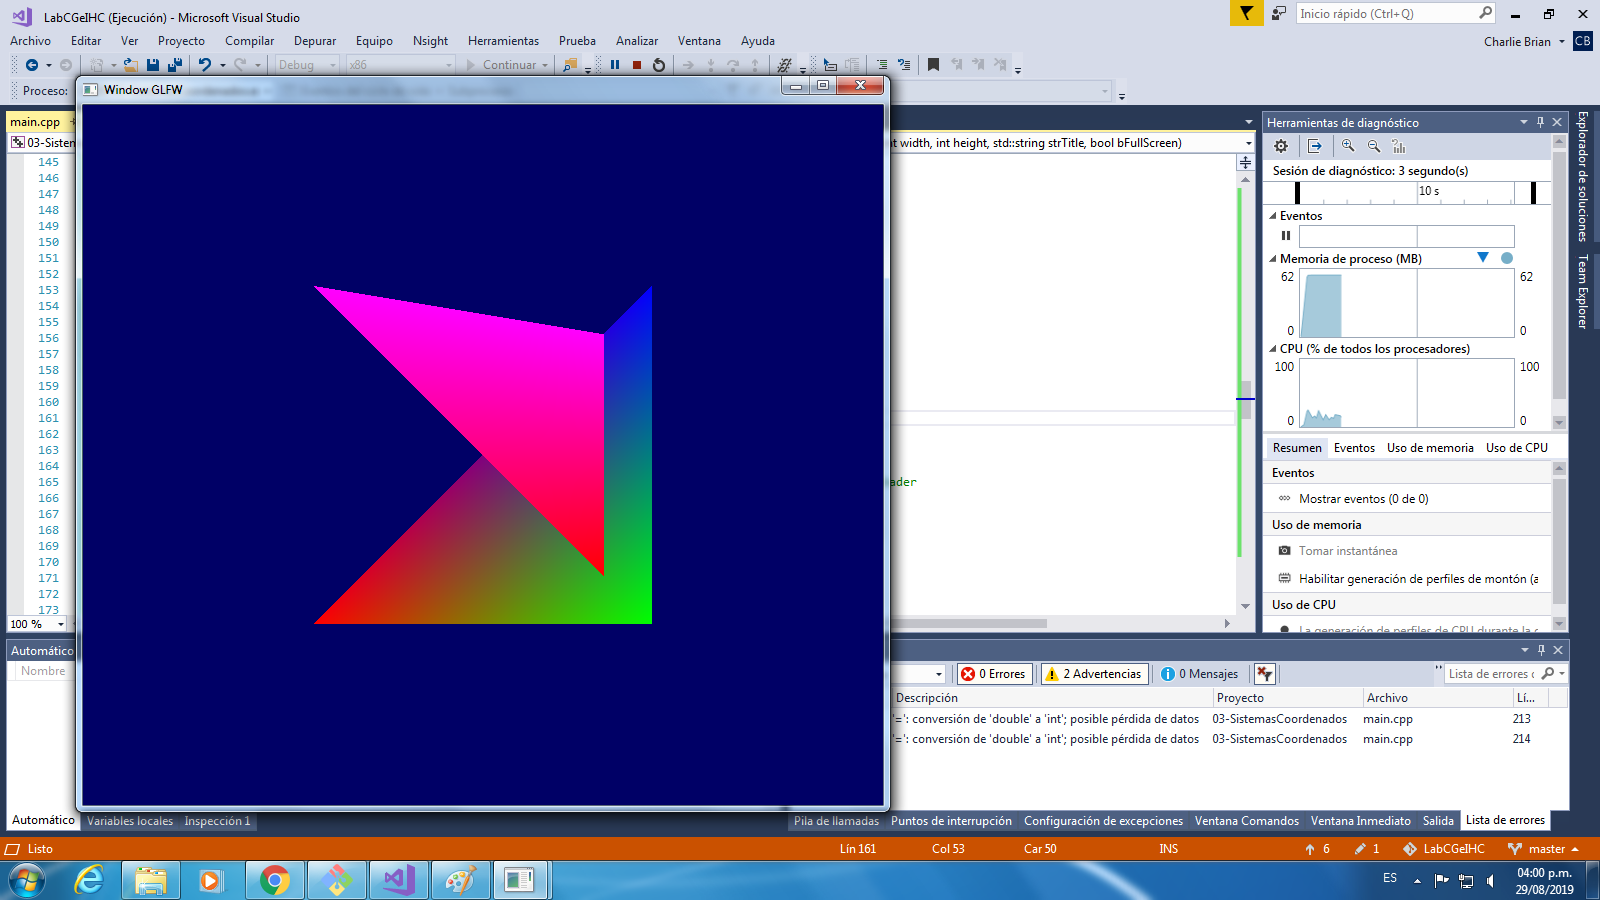 LabCGeIHC (Ejecución) - Microsoft Visual Studio
Inicio rápido (Ctrl+Q)
Archivo Editar Ver Proyecto Compilar Depurar Equipo Nsight Herramientas Prueba Analizar Ventana Ayuda
Charlie Brian CB
Debug x86 Continuar
Proceso:
Window GLFW
main.cpp
03-Sisten
nt width, int height, std::string strTitle, bool bFullScreen)
145
146
147
148
149
150
151
152
153
154
155
156
157
158
159
160
161
162
163
164
165
166
167
168
169
170
171
172
173
ader
100 %
Herramientas de diagnóstico
Sesión de diagnóstico: 3 segundo(s)
10 s
Eventos
Memoria de proceso (MB)
62 62
0 0
CPU (% de todos los procesadores)
100 100
0 0
Resumen Eventos Uso de memoria Uso de CPU
Eventos
Mostrar eventos (0 de 0)
Uso de memoria
Tomar instantánea
Habilitar generación de perfiles de montón (a
Uso de CPU
La generación de perfiles de CPU durante la
Explorador de soluciones
Team Explorer
Automático
Nombre
0 Errores 2 Advertencias 0 Mensajes Lista de errores
Descripción Proyecto Archivo Lí...
'=': conversión de 'double' a 'int'; posible pérdida de datos 03-SistemasCoordenados main.cpp 213
'=': conversión de 'double' a 'int'; posible pérdida de datos 03-SistemasCoordenados main.cpp 214
Automático Variables locales Inspección 1
Pila de llamadas Puntos de interrupción Configuración de excepciones Ventana Comandos Ventana Inmediato Salida Lista de errores
Listo Lín 161 Col 53 Car 50 INS 6 1 LabCGeIHC master
ES 04:00 p.m.
29/08/2019